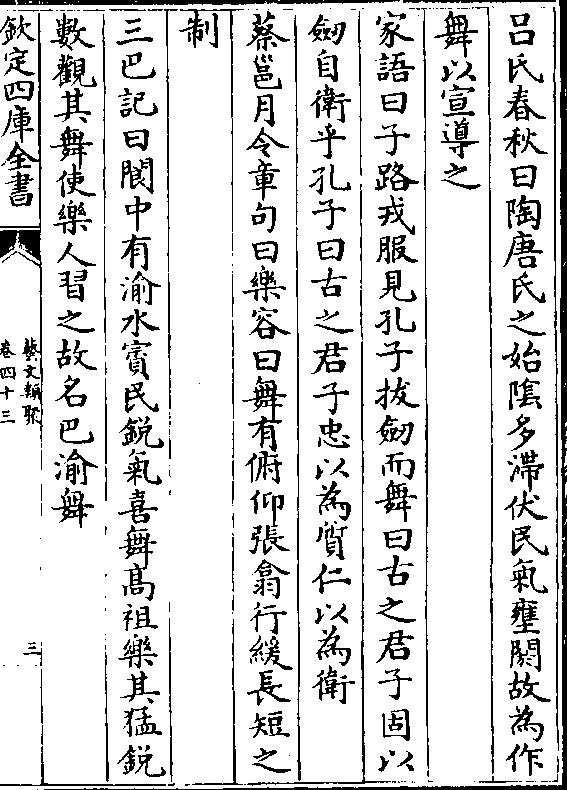 呂氏春秋曰陶唐氏之始隂多滯伏民氣壅閼故為作
舞以宣導之
家語曰子路戎服見孔子拔劒而舞曰古之君子固以
劒自衛乎孔子曰古之君子忠以為質仁以為衛
蔡邕月令章句曰樂容曰舞有俯仰張翕行緩長短之
制
三巴記曰閬中有渝水賨民銳氣喜舞髙祖樂其猛銳
數觀其舞使樂人習之故名巴渝舞
欽定四庫全書
藝文類聚
卷四十三
三